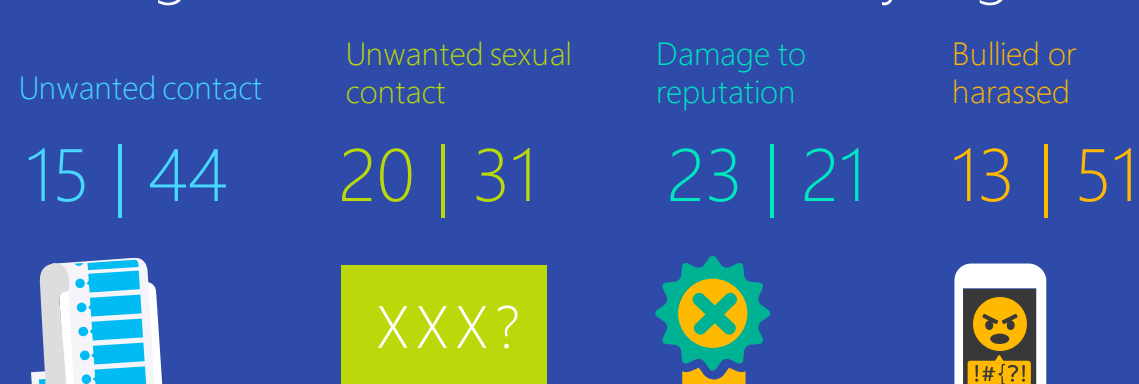 Unwanted contact
15 | 44
Unwanted sexual
contact
20 | 31
Damage to
reputation
23 | 21
Bullied or
harassed
13 | 51
XXX?
!#{?!